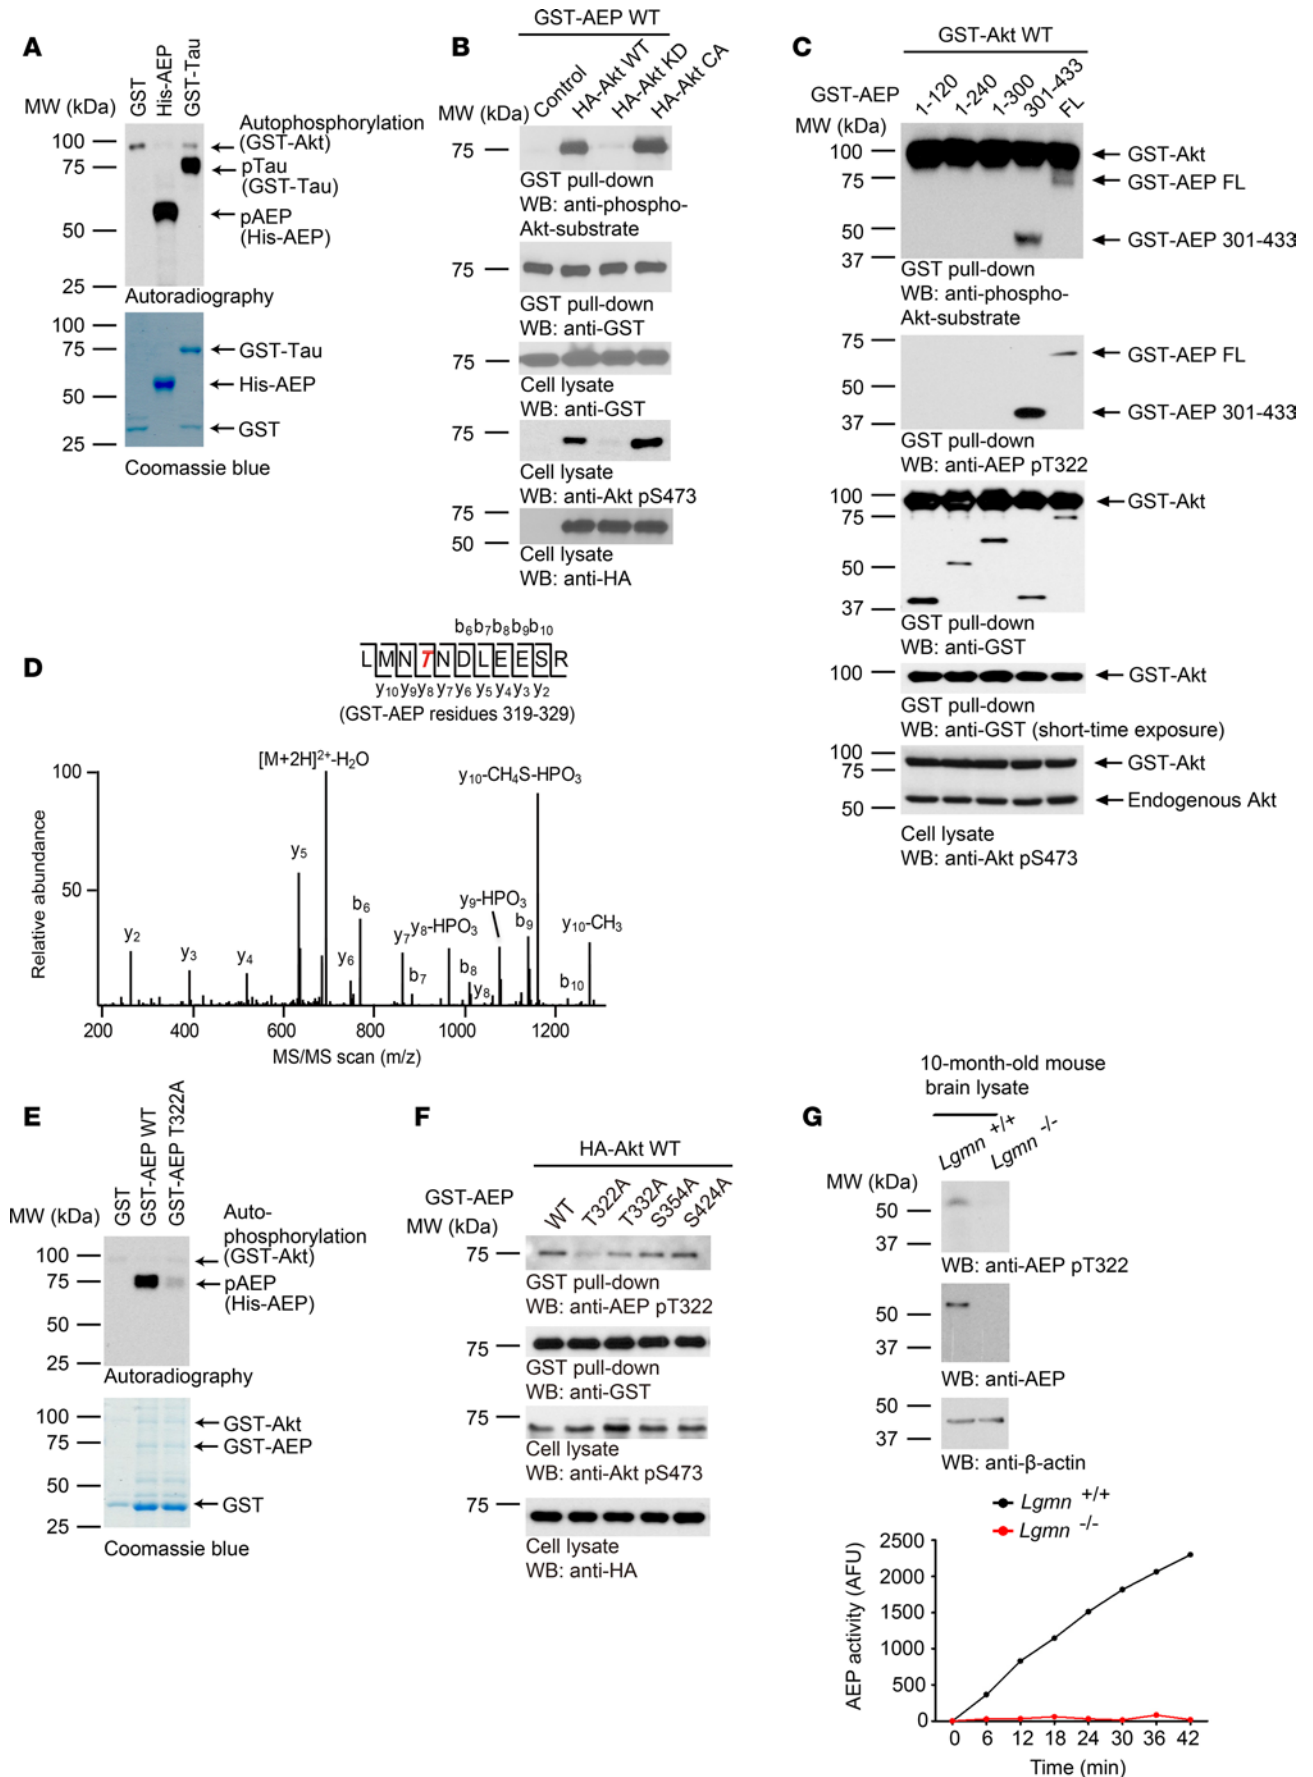 A
GST
His-AEP
GST-Tau
MW (kDa)
100
75
50
25
Autophosphorylation
(GST-Akt)
pTau
(GST-Tau)
pAEP
(His-AEP)
Autoradiography
100
75
50
25
GST-Tau
His-AEP
GST
Coomassie blue
B
GST-AEP WT
Control
HA-Akt WT
HA-Akt KD
HA-Akt CA
MW (kDa)
75
GST pull-down
WB: anti-phospho-
Akt-substrate
75
GST pull-down
WB: anti-GST
75
Cell lysate
WB: anti-GST
75
Cell lysate
WB: anti-Akt pS473
75
50
Cell lysate
WB: anti-HA
C
GST-Akt WT
GST-AEP
1-120
1-240
1-300
301-433
FL
MW (kDa)
100
75
50
37
GST-Akt
GST-AEP FL
GST-AEP 301-433
GST pull-down
WB: anti-phospho-
Akt-substrate
75
50
37
GST-AEP FL
GST-AEP 301-433
GST pull-down
WB: anti-AEP pT322
100
75
50
37
GST-Akt
GST pull-down
WB: anti-GST
100
GST-Akt
GST pull-down
WB: anti-GST (short-time exposure)
100
75
50
GST-Akt
Endogenous Akt
Cell lysate
WB: anti-Akt pS473
D
b6 b7 b8 b9 b10
L M N T N D L E E S R
y10 y9 y8 y7 y6 y5 y4 y3 y2
(GST-AEP residues 319-329)
[M+2H]2+-H2O
y10-CH4S-HPO3
y5
b6
y9-HPO3
y7
y8-HPO3
b9
y10-CH3
y2
y3
y4
y6
b7
b8
y8
b10
Relative abundance
100
50
200 400 600 800 1000 1200
MS/MS scan (m/z)
E
GST
GST-AEP WT
GST-AEP T322A
MW (kDa)
100
75
50
25
Auto-
phosphorylation
(GST-Akt)
pAEP
(His-AEP)
Autoradiography
100
75
50
25
GST-Akt
GST-AEP
GST
Coomassie blue
F
HA-Akt WT
GST-AEP
WT
T322A
T332A
S354A
S424A
MW (kDa)
75
GST pull-down
WB: anti-AEP pT322
75
GST pull-down
WB: anti-GST
75
Cell lysate
WB: anti-Akt pS473
75
Cell lysate
WB: anti-HA
G
10-month-old mouse
brain lysate
Lgmn +/+
Lgmn -/-
MW (kDa)
50
37
WB: anti-AEP pT322
50
37
WB: anti-AEP
50
37
WB: anti-β-actin
Lgmn +/+
Lgmn -/-
AEP activity (AFU)
2500
2000
1500
1000
500
0
0 6 12 18 24 30 36 42
Time (min)